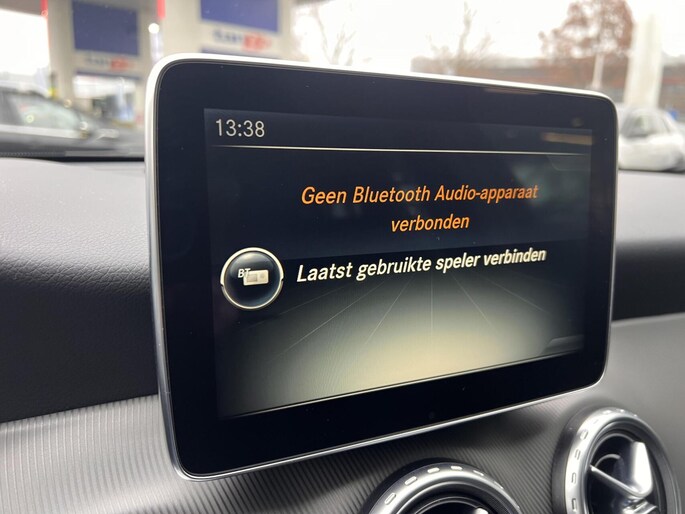 13:38
Geen Bluetooth Audio-apparaat
verbonden
BT
Laatst gebruikte speler verbinden